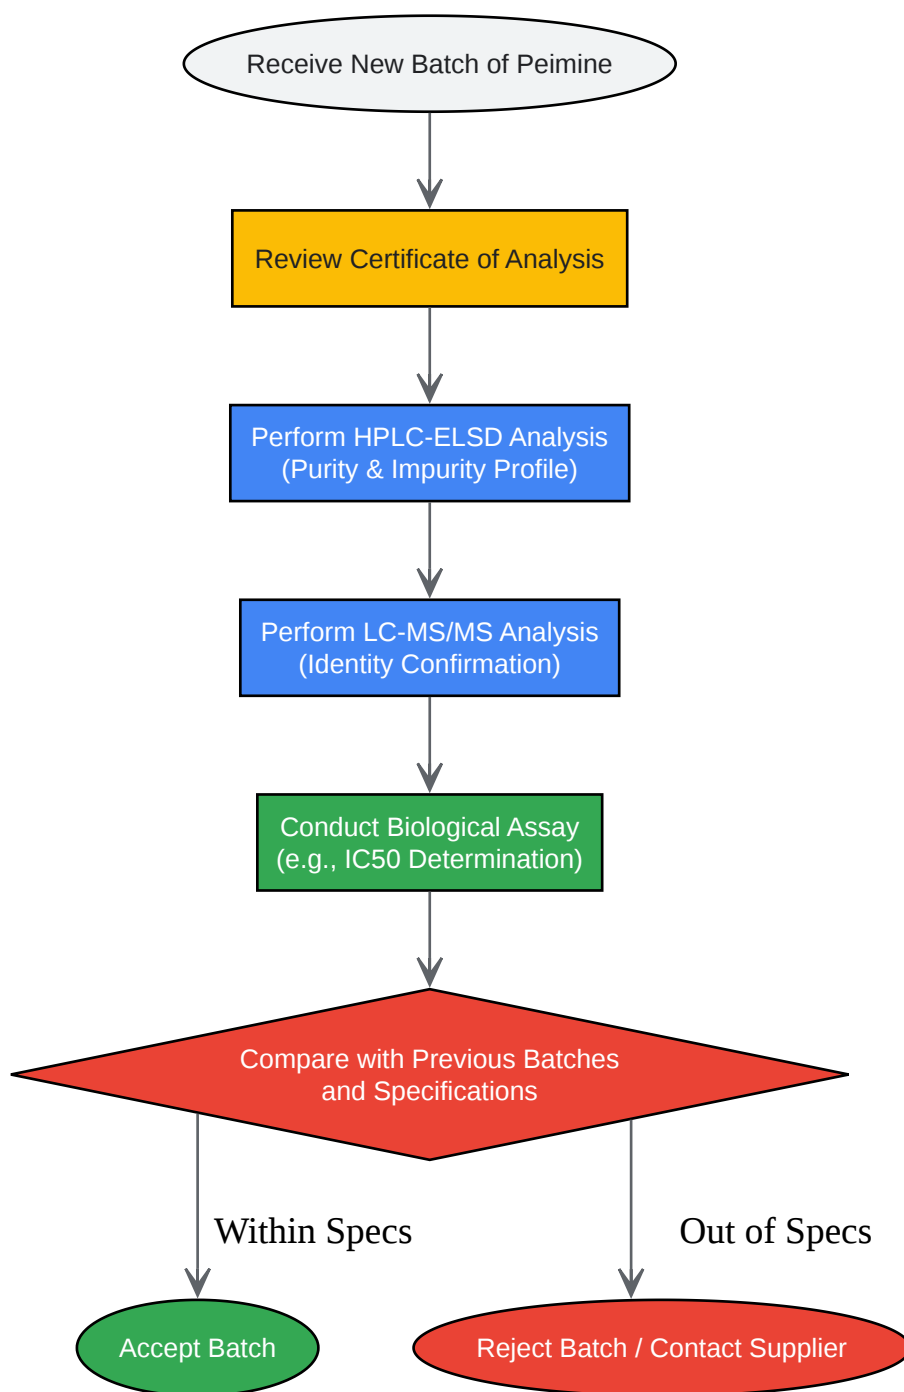 Receive New Batch of Peimine
Review Certificate of Analysis
Perform HPLC-ELSD Analysis
(Purity & Impurity Profile)
Perform LC-MS/MS Analysis
(Identity Confirmation)
Conduct Biological Assay
(e.g., IC50 Determination)
Compare with Previous Batches
and Specifications
Within Specs
Out of Specs
Accept Batch
Reject Batch / Contact Supplier